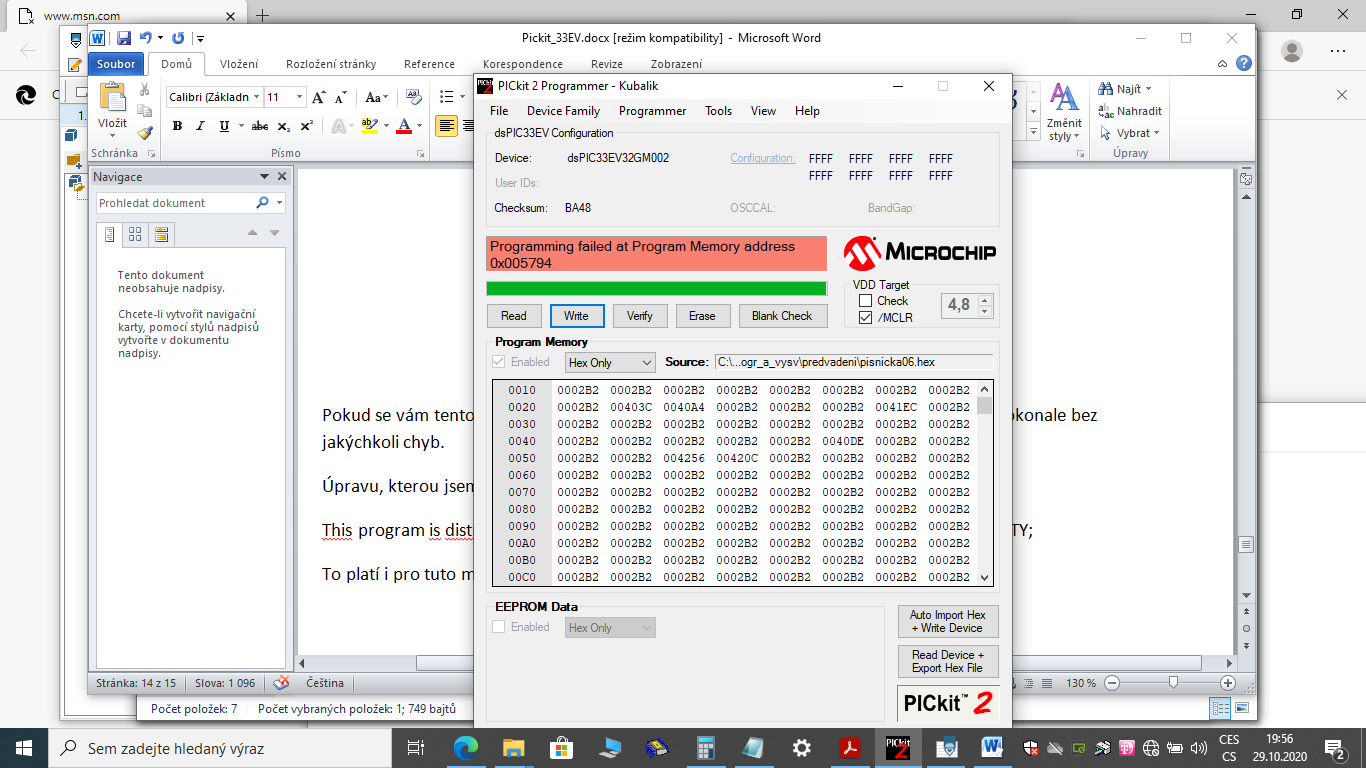 www.msn.com
Pickit_33EV.docx [režim kompatibility] - Microsoft Word
Soubor Domů Vložení Rozložení stránky Reference Korespondence Revize Zobrazení
Vložit
Schránka
Calibri (Základn 11
Písmo
Změnit styly
Najít
Nahradit
Vybrat
Úpravy
Navigace
Prohledat dokument
Tento dokument
neobsahuje nadpisy.
Chcete-li vytvořit navigační
kartu, pomocí stylů nadpisů
vytvořte v dokumentu
nadpisy.
Pokud se vám tento
okonale bez
jakýchkoli chyb.
Úpravu, kterou jsem
This program is dist
TY;
To platí i pro tuto m
PICkit 2 Programmer - Kubalik
File Device Family Programmer Tools View Help
dsPIC33EV Configuration
Device: dsPIC33EV32GM002 Configuration: FFFF FFFF FFFF FFFF
User IDs: FFFF FFFF FFFF FFFF
Checksum: BA48 OSCCAL: BandGap:
Programming failed at Program Memory address
0x005794
MICROCHIP
VDD Target
Check
/MCLR
4,8
Read Write Verify Erase Blank Check
Program Memory
Enabled Hex Only Source: C:\...ogr_a_vysv\predvadeni\pisnicka06.hex
0010 0002B2 0002B2 0002B2 0002B2 0002B2 0002B2 0002B2 0002B2
0020 0002B2 00403C 0040A4 0002B2 0002B2 0002B2 0041EC 0002B2
0030 0002B2 0002B2 0002B2 0002B2 0002B2 0002B2 0002B2 0002B2
0040 0002B2 0002B2 0002B2 0002B2 0002B2 0040DE 0002B2 0002B2
0050 0002B2 0002B2 004256 00420C 0002B2 0002B2 0002B2 0002B2
0060 0002B2 0002B2 0002B2 0002B2 0002B2 0002B2 0002B2 0002B2
0070 0002B2 0002B2 0002B2 0002B2 0002B2 0002B2 0002B2 0002B2
0080 0002B2 0002B2 0002B2 0002B2 0002B2 0002B2 0002B2 0002B2
0090 0002B2 0002B2 0002B2 0002B2 0002B2 0002B2 0002B2 0002B2
00A0 0002B2 0002B2 0002B2 0002B2 0002B2 0002B2 0002B2 0002B2
00B0 0002B2 0002B2 0002B2 0002B2 0002B2 0002B2 0002B2 0002B2
00C0 0002B2 0002B2 0002B2 0002B2 0002B2 0002B2 0002B2 0002B2
EEPROM Data
Enabled Hex Only
Auto Import Hex
+ Write Device
Read Device +
Export Hex File
PICkit™ 2
Stránka: 14 z 15 Slova: 1 096 Čeština 130 %
Počet položek: 7 Počet vybraných položek: 1; 749 bajtů
Sem zadejte hledaný výraz
CES 19:56
CS 29.10.2020
2